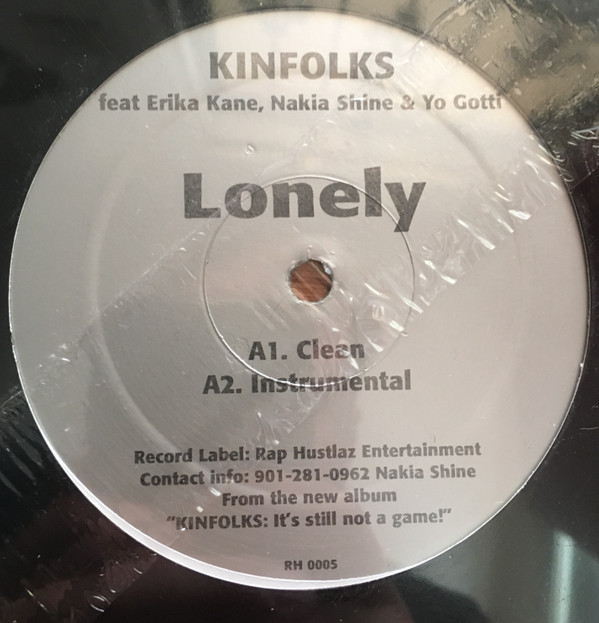 KINFOLKS
feat Erika Kane, Nakia Shine & Yo Gotti
Lonely
A1. Clean
A2. Instrumental
Record Label: Rap Hustlaz Entertainment
Contact info: 901-281-0962 Nakia Shine
From the new album
"KINFOLKS: It's still not a game!"
RH 0005